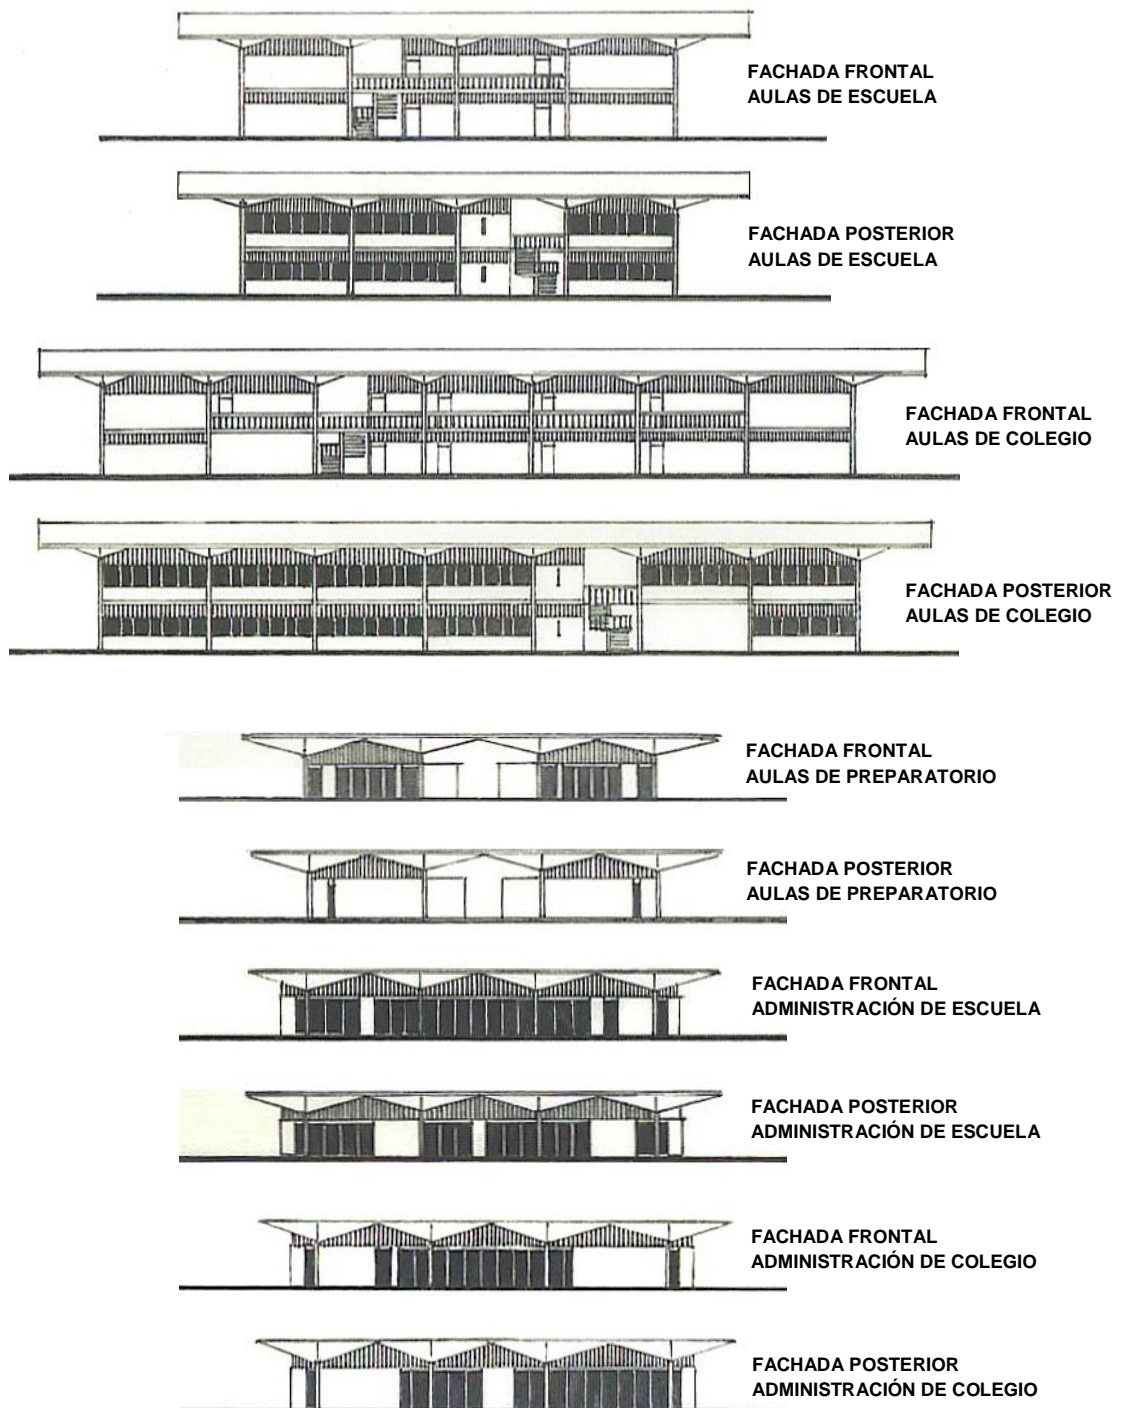 FACHADA FRONTAL
AULAS DE ESCUELA
FACHADA POSTERIOR
AULAS DE ESCUELA
FACHADA FRONTAL
AULAS DE COLEGIO
FACHADA POSTERIOR
AULAS DE COLEGIO
FACHADA FRONTAL
AULAS DE PREPARATORIO
FACHADA POSTERIOR
AULAS DE PREPARATORIO
FACHADA FRONTAL
ADMINISTRACIÓN DE ESCUELA
FACHADA POSTERIOR
ADMINISTRACIÓN DE ESCUELA
FACHADA FRONTAL
ADMINISTRACIÓN DE COLEGIO
FACHADA POSTERIOR
ADMINISTRACIÓN DE COLEGIO